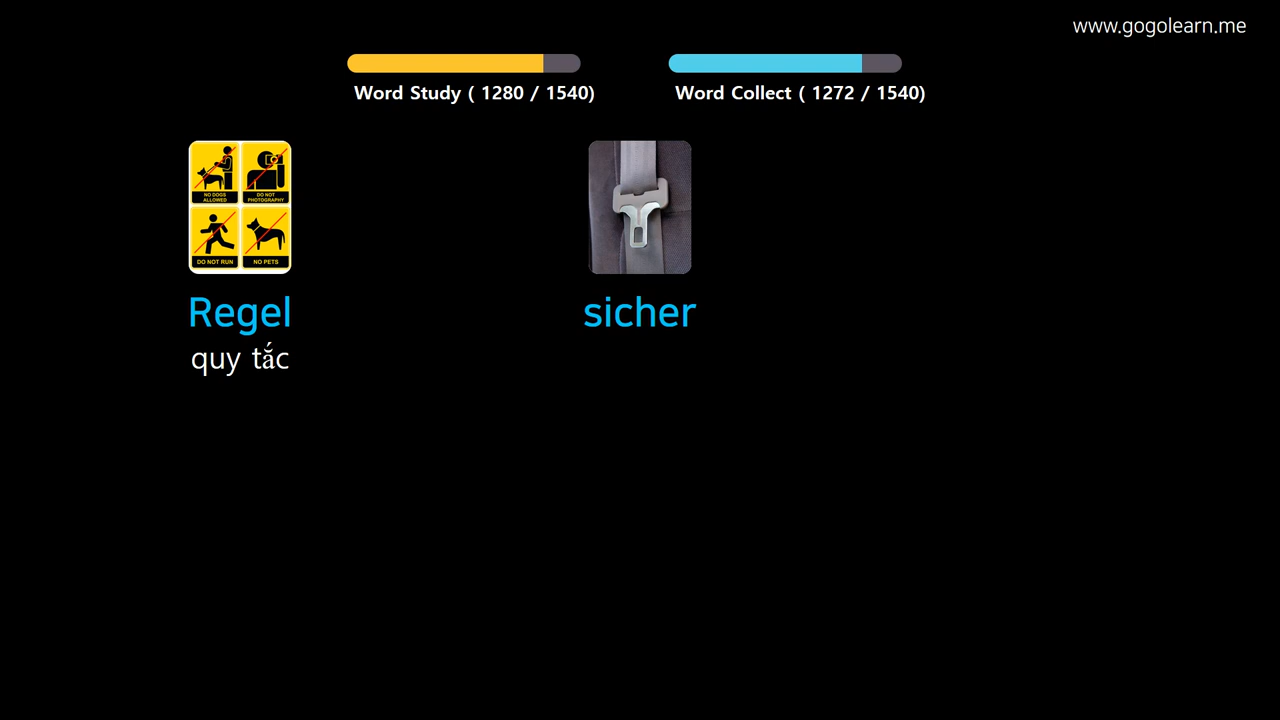 www.gogolearn.me
Word Study ( 1280 / 1540)
Word Collect ( 1272 / 1540)
NO DOGS
ALLOWED
DO NOT
PHOTOGRAPHY
DO NOT RUN
NO PETS
Regel
sicher
quy tắc